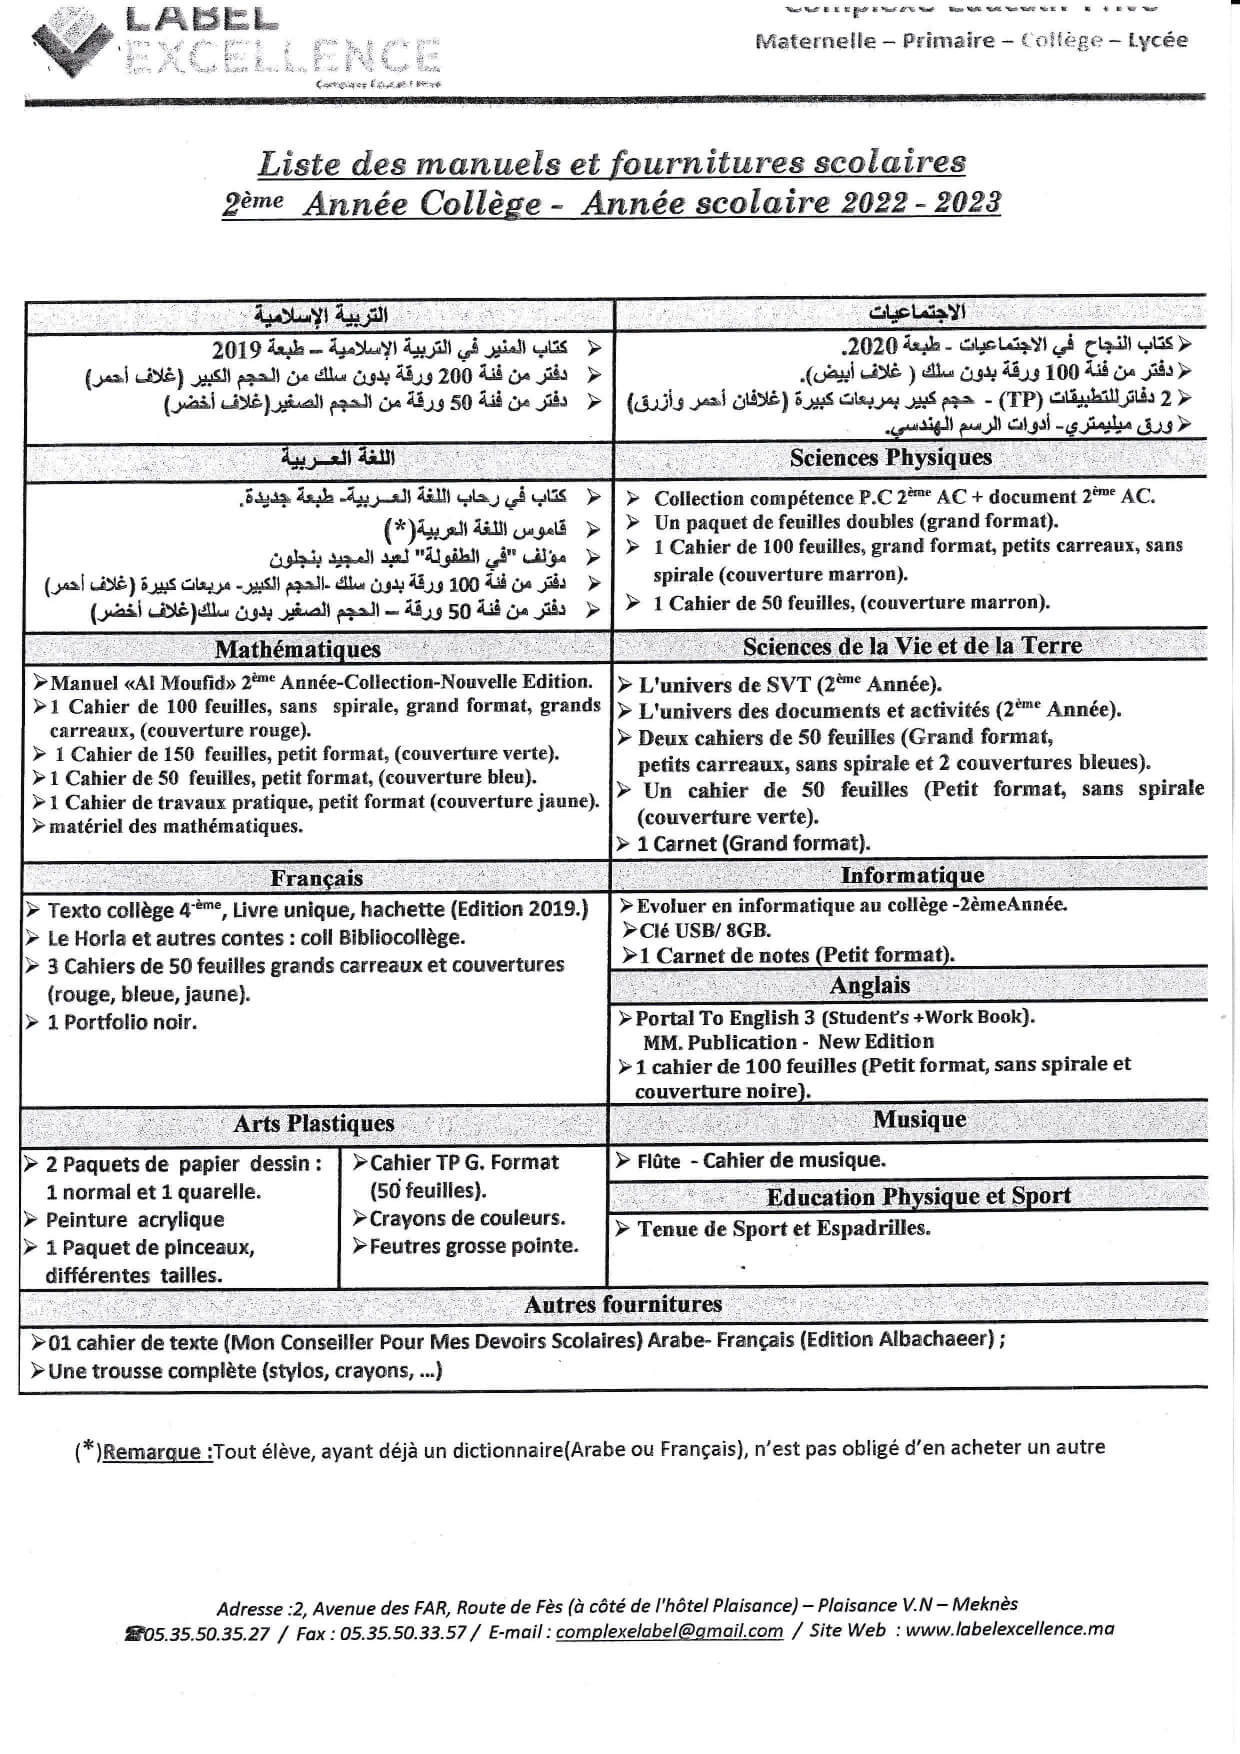 LABEL
EXCELLENCE
Complexe Educatif Privé
Complexe Educatif Privé
Maternelle – Primaire – Collège – Lycée
Liste des manuels et fournitures scolaires
2ème Année Collège - Année scolaire 2022 - 2023
التربية الإسلامية
➢ كتاب المنير في التربية الإسلامية – طبعة 2019
➢ دفتر من فئة 200 ورقة بدون سلك من الحجم الكبير (غلاف أحمر)
➢ دفتر من فئة 50 ورقة من الحجم الصغير(غلاف أخضر)
الاجتماعيات
➢ كتاب النجاح في الاجتماعيات - طبعة 2020.
➢ دفتر من فئة 100 ورقة بدون سلك ( غلاف أبيض).
➢ 2 دفاتر للتطبيقات (TP) - حجم كبير بمربعات كبيرة (غلافان أحمر وأزرق)
➢ ورق ميليمتري- أدوات الرسم الهندسي.
اللغة العربية
➢ كتاب في رحاب اللغة العربية- طبعة جديدة.
➢ قاموس اللغة العربية(*)
➢ مؤلف "في الطفولة" لعبد المجيد بنجلون
➢ دفتر من فئة 100 ورقة بدون سلك -الحجم الكبير- مربعات كبيرة (غلاف أحمر)
➢ دفتر من فئة 50 ورقة – الحجم الصغير بدون سلك(غلاف أخضر)
Sciences Physiques
➢ Collection compétence P.C 2ème AC + document 2ème AC.
➢ Un paquet de feuilles doubles (grand format).
➢ 1 Cahier de 100 feuilles, grand format, petits carreaux, sans
spirale (couverture marron).
➢ 1 Cahier de 50 feuilles, (couverture marron).
Mathématiques
➢Manuel «Al Moufid» 2ème Année-Collection-Nouvelle Edition.
➢1 Cahier de 100 feuilles, sans spirale, grand format, grands
carreaux, (couverture rouge).
➢ 1 Cahier de 150 feuilles, petit format, (couverture verte).
➢1 Cahier de 50 feuilles, petit format, (couverture bleu).
➢1 Cahier de travaux pratique, petit format (couverture jaune).
➢matériel des mathématiques.
Sciences de la Vie et de la Terre
➢ L'univers de SVT (2ème Année).
➢ L'univers des documents et activités (2ème Année).
➢ Deux cahiers de 50 feuilles (Grand format,
petits carreaux, sans spirale et 2 couvertures bleues).
➢ Un cahier de 50 feuilles (Petit format, sans spirale
(couverture verte).
➢ 1 Carnet (Grand format).
Français
➢ Texto collège 4-ème, Livre unique, hachette (Edition 2019.)
➢ Le Horla et autres contes : coll Bibliocollège.
➢ 3 Cahiers de 50 feuilles grands carreaux et couvertures
(rouge, bleue, jaune).
➢ 1 Portfolio noir.
Informatique
➢Evoluer en informatique au collège -2èmeAnnée.
➢Clé USB/ 8GB.
➢1 Carnet de notes (Petit format).
Anglais
➢Portal To English 3 (Student's +Work Book).
MM. Publication - New Edition
➢1 cahier de 100 feuilles (Petit format, sans spirale et
couverture noire).
Arts Plastiques
➢ 2 Paquets de papier dessin :
1 normal et 1 quarelle.
➢ Peinture acrylique
➢ 1 Paquet de pinceaux,
différentes tailles.
➢Cahier TP G. Format
(50 feuilles).
➢Crayons de couleurs.
➢Feutres grosse pointe.
Musique
➢ Flûte - Cahier de musique.
Education Physique et Sport
➢ Tenue de Sport et Espadrilles.
Autres fournitures
➢01 cahier de texte (Mon Conseiller Pour Mes Devoirs Scolaires) Arabe- Français (Edition Albachaeer) ;
➢Une trousse complète (stylos, crayons, ...)
(*)Remarque :Tout élève, ayant déjà un dictionnaire(Arabe ou Français), n'est pas obligé d'en acheter un autre
Adresse :2, Avenue des FAR, Route de Fès (à côté de l'hôtel Plaisance) – Plaisance V.N – Meknès
☎05.35.50.35.27 / Fax : 05.35.50.33.57 / E-mail : complexelabel@gmail.com / Site Web : www.labelexcellence.ma